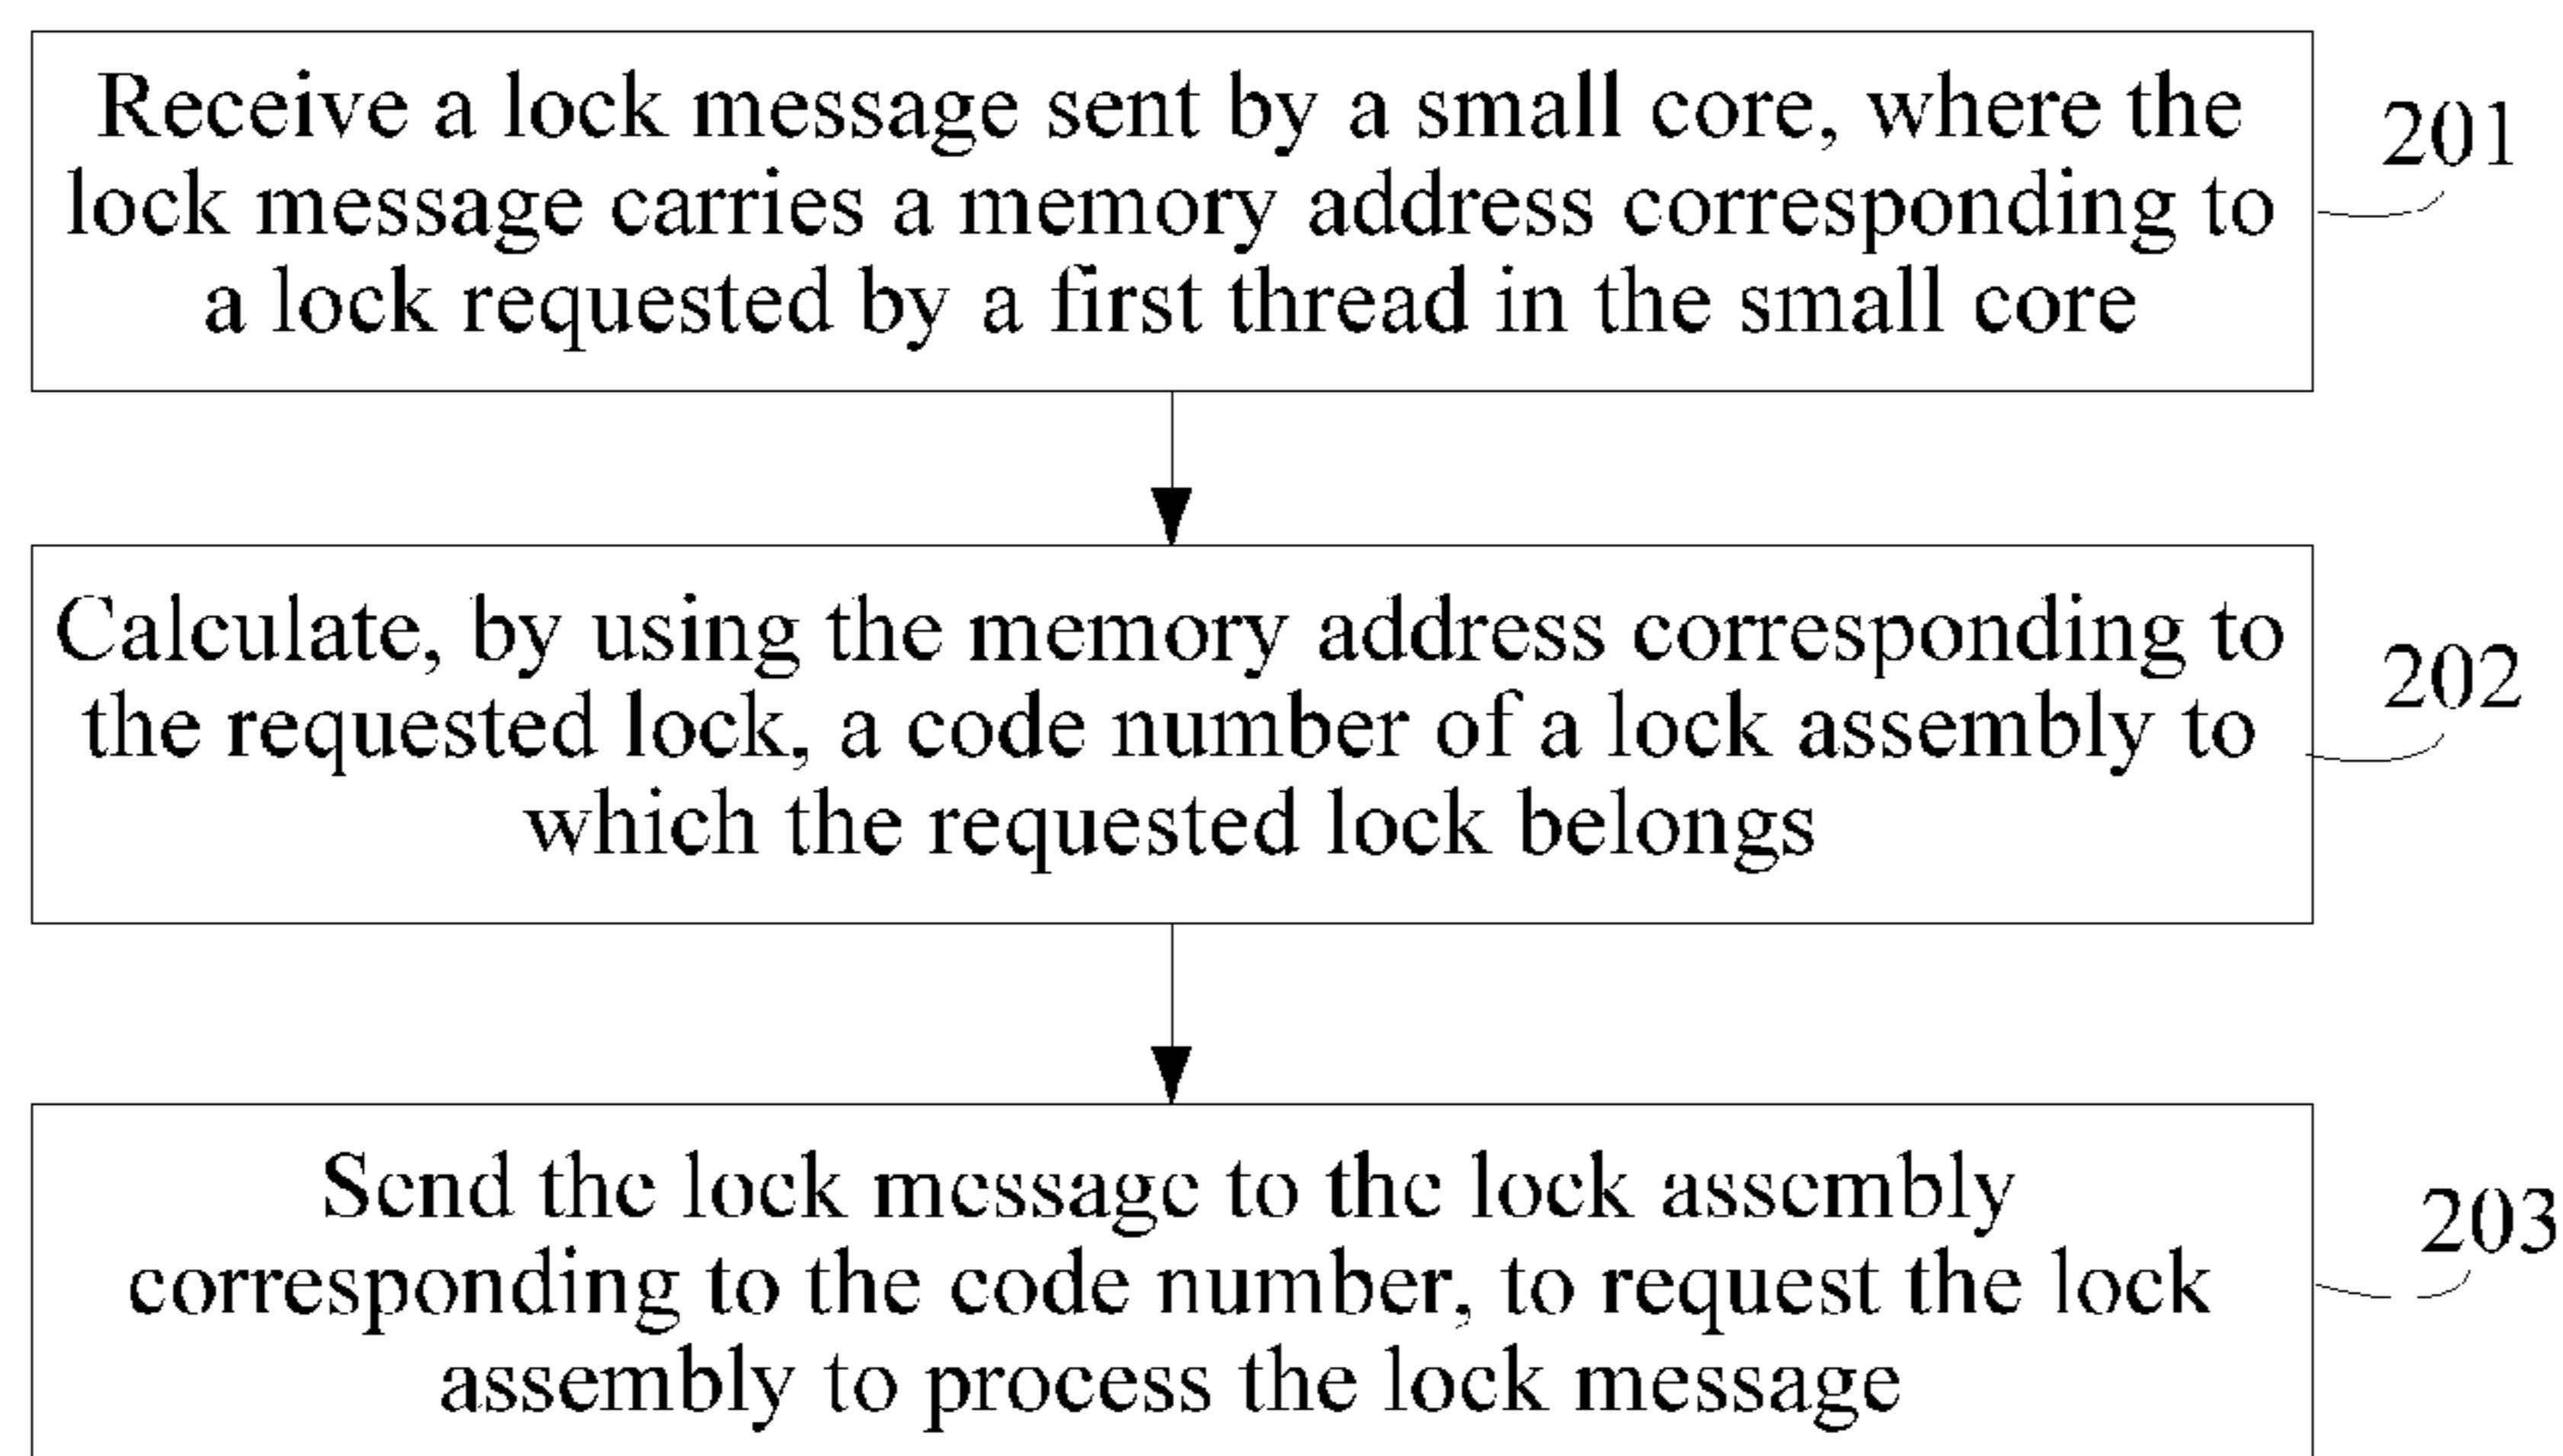 Receive a lock message sent by a small core, where the
lock message carries a memory address corresponding to
a lock requested by a first thread in the small core
201
Calculate, by using the memory address corresponding to
the requested lock, a code number of a lock assembly to
which the requested lock belongs
202
Send the lock message to the lock assembly
corresponding to the code number, to request the lock
assembly to process the lock message
203